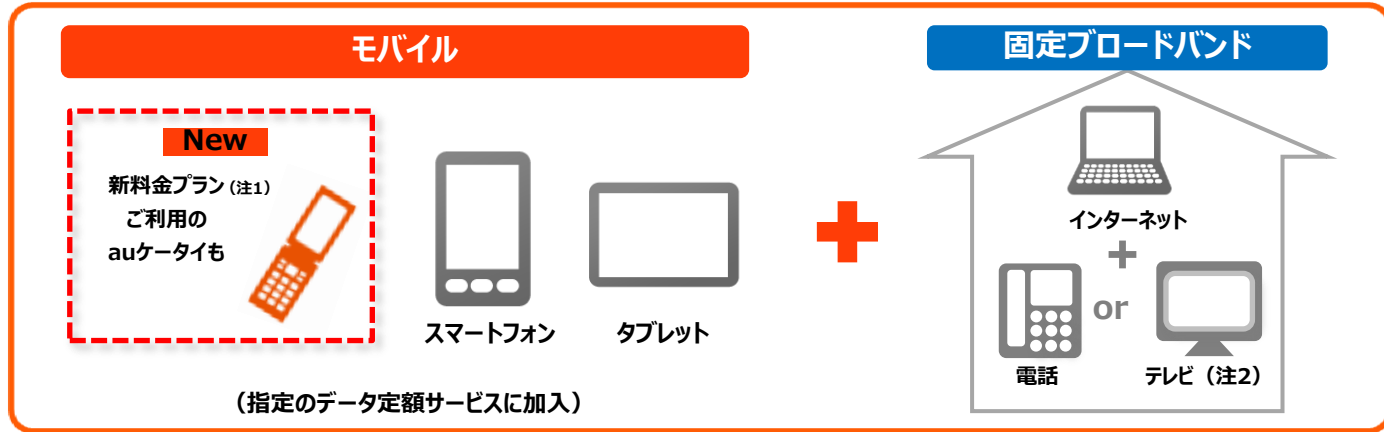 モバイル
固定ブロードバンド
New
新料金プラン(注1)
ご利用の
auケータイも
スマートフォン
タブレット
(指定のデータ定額サービスに加入)
インターネット
+
or
電話
テレビ(注2)